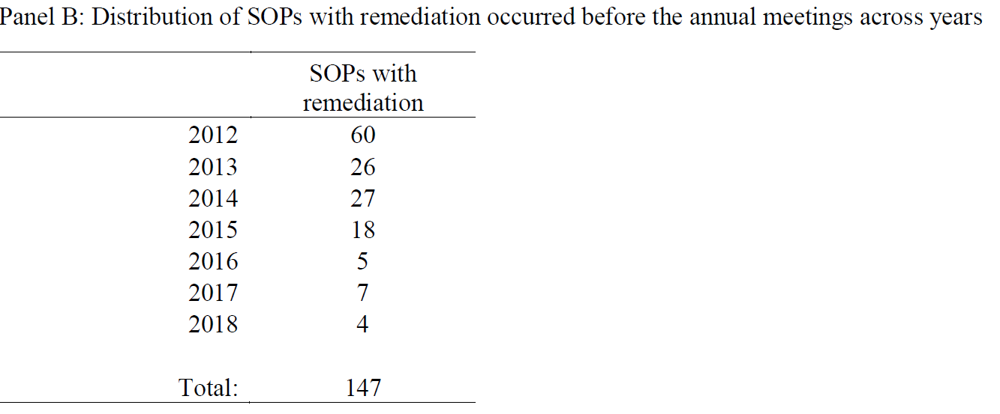 Panel B: Distribution of SOPs with remediation occurred before the annual meetings across years
SOPs with
remediation
2012 60
2013 26
2014 27
2015 18
2016 5
2017 7
2018 4
Total: 147